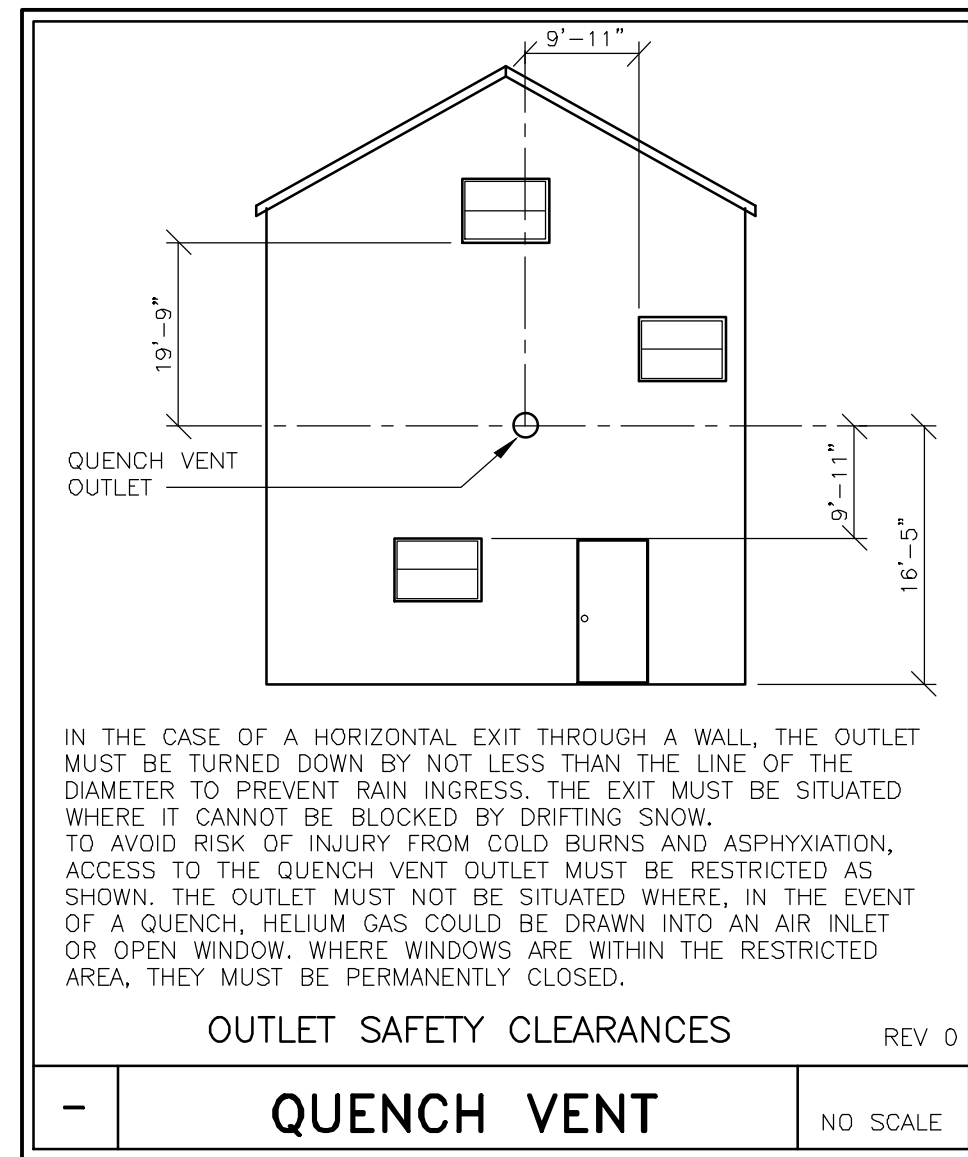 9'-11"
19'-9"
QUENCH VENT
OUTLET
9'-11"
16'-5"
IN THE CASE OF A HORIZONTAL EXIT THROUGH A WALL, THE OUTLET
MUST BE TURNED DOWN BY NOT LESS THAN THE LINE OF THE
DIAMETER TO PREVENT RAIN INGRESS. THE EXIT MUST BE SITUATED
WHERE IT CANNOT BE BLOCKED BY DRIFTING SNOW.
TO AVOID RISK OF INJURY FROM COLD BURNS AND ASPHYXIATION,
ACCESS TO THE QUENCH VENT OUTLET MUST BE RESTRICTED AS
SHOWN. THE OUTLET MUST NOT BE SITUATED WHERE, IN THE EVENT
OF A QUENCH, HELIUM GAS COULD BE DRAWN INTO AN AIR INLET
OR OPEN WINDOW. WHERE WINDOWS ARE WITHIN THE RESTRICTED
AREA, THEY MUST BE PERMANENTLY CLOSED.
OUTLET SAFETY CLEARANCES
REV 0
-
QUENCH VENT
NO SCALE